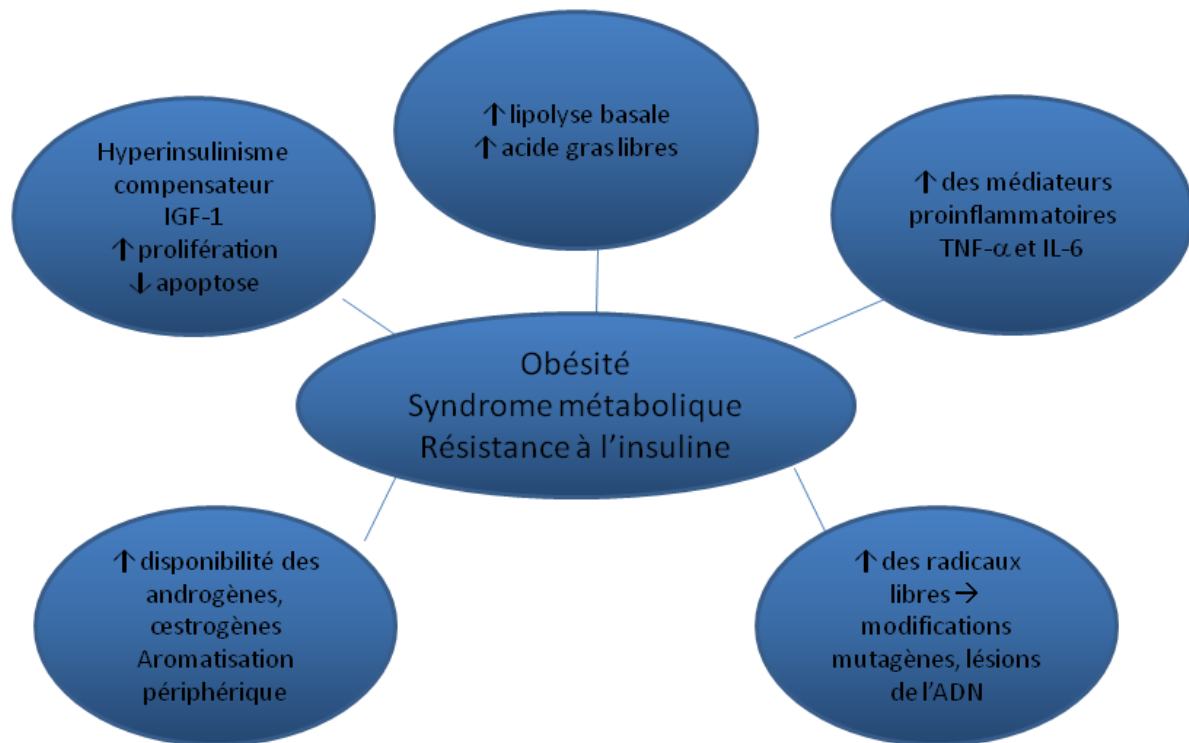 ↑ lipolyse basale
↑ acide gras libres
Hyperinsulinisme
compensateur
IGF-1
↑ prolifération
↓ apoptose
↑ des médiateurs
proinflammatoires
TNF-α et IL-6
Obésité
Syndrome métabolique
Résistance à l’insuline
↑ disponibilité des
androgènes,
œstrogènes
Aromatisation
périphérique
↑ des radicaux
libres →
modifications
mutagènes, lésions
de l’ADN